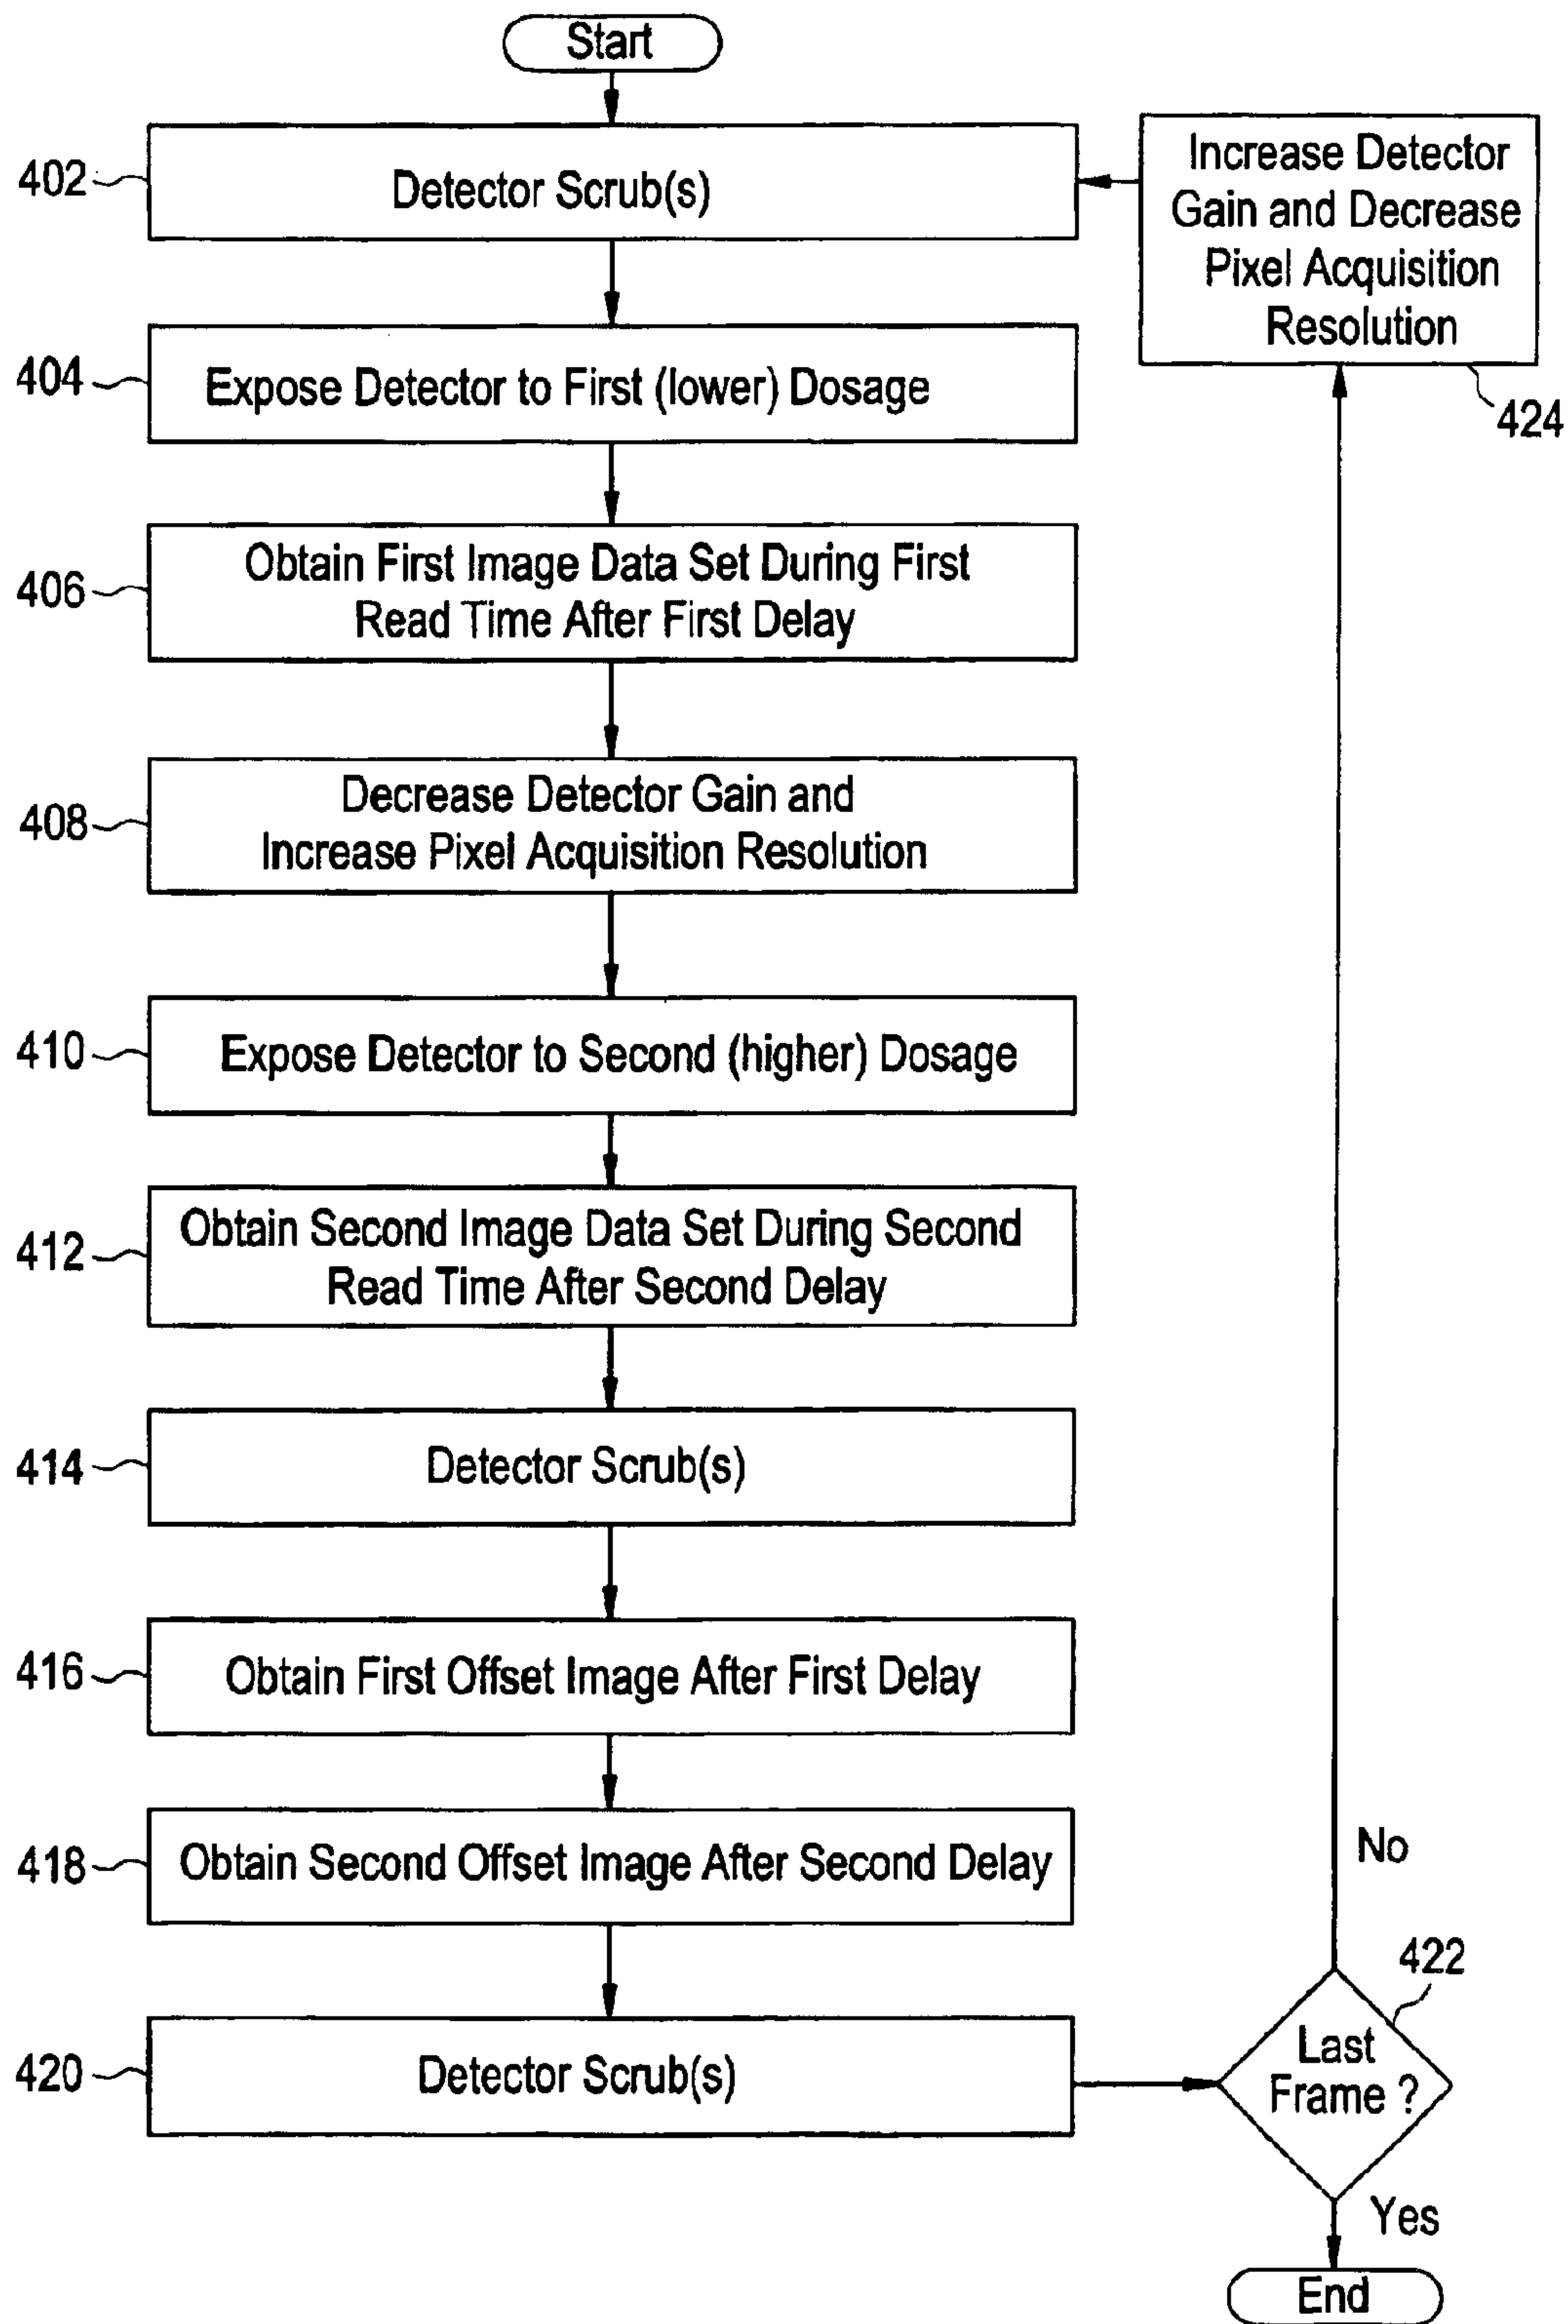 Start
402
Detector Scrub(s)
Increase Detector
Gain and Decrease
Pixel Acquisition
Resolution
424
404
Expose Detector to First (lower) Dosage
406
Obtain First Image Data Set During First
Read Time After First Delay
408
Decrease Detector Gain and
Increase Pixel Acquisition Resolution
410
Expose Detector to Second (higher) Dosage
412
Obtain Second Image Data Set During Second
Read Time After Second Delay
414
Detector Scrub(s)
416
Obtain First Offset Image After First Delay
418
Obtain Second Offset Image After Second Delay
No
420
Detector Scrub(s)
422
Last
Frame ?
Yes
End